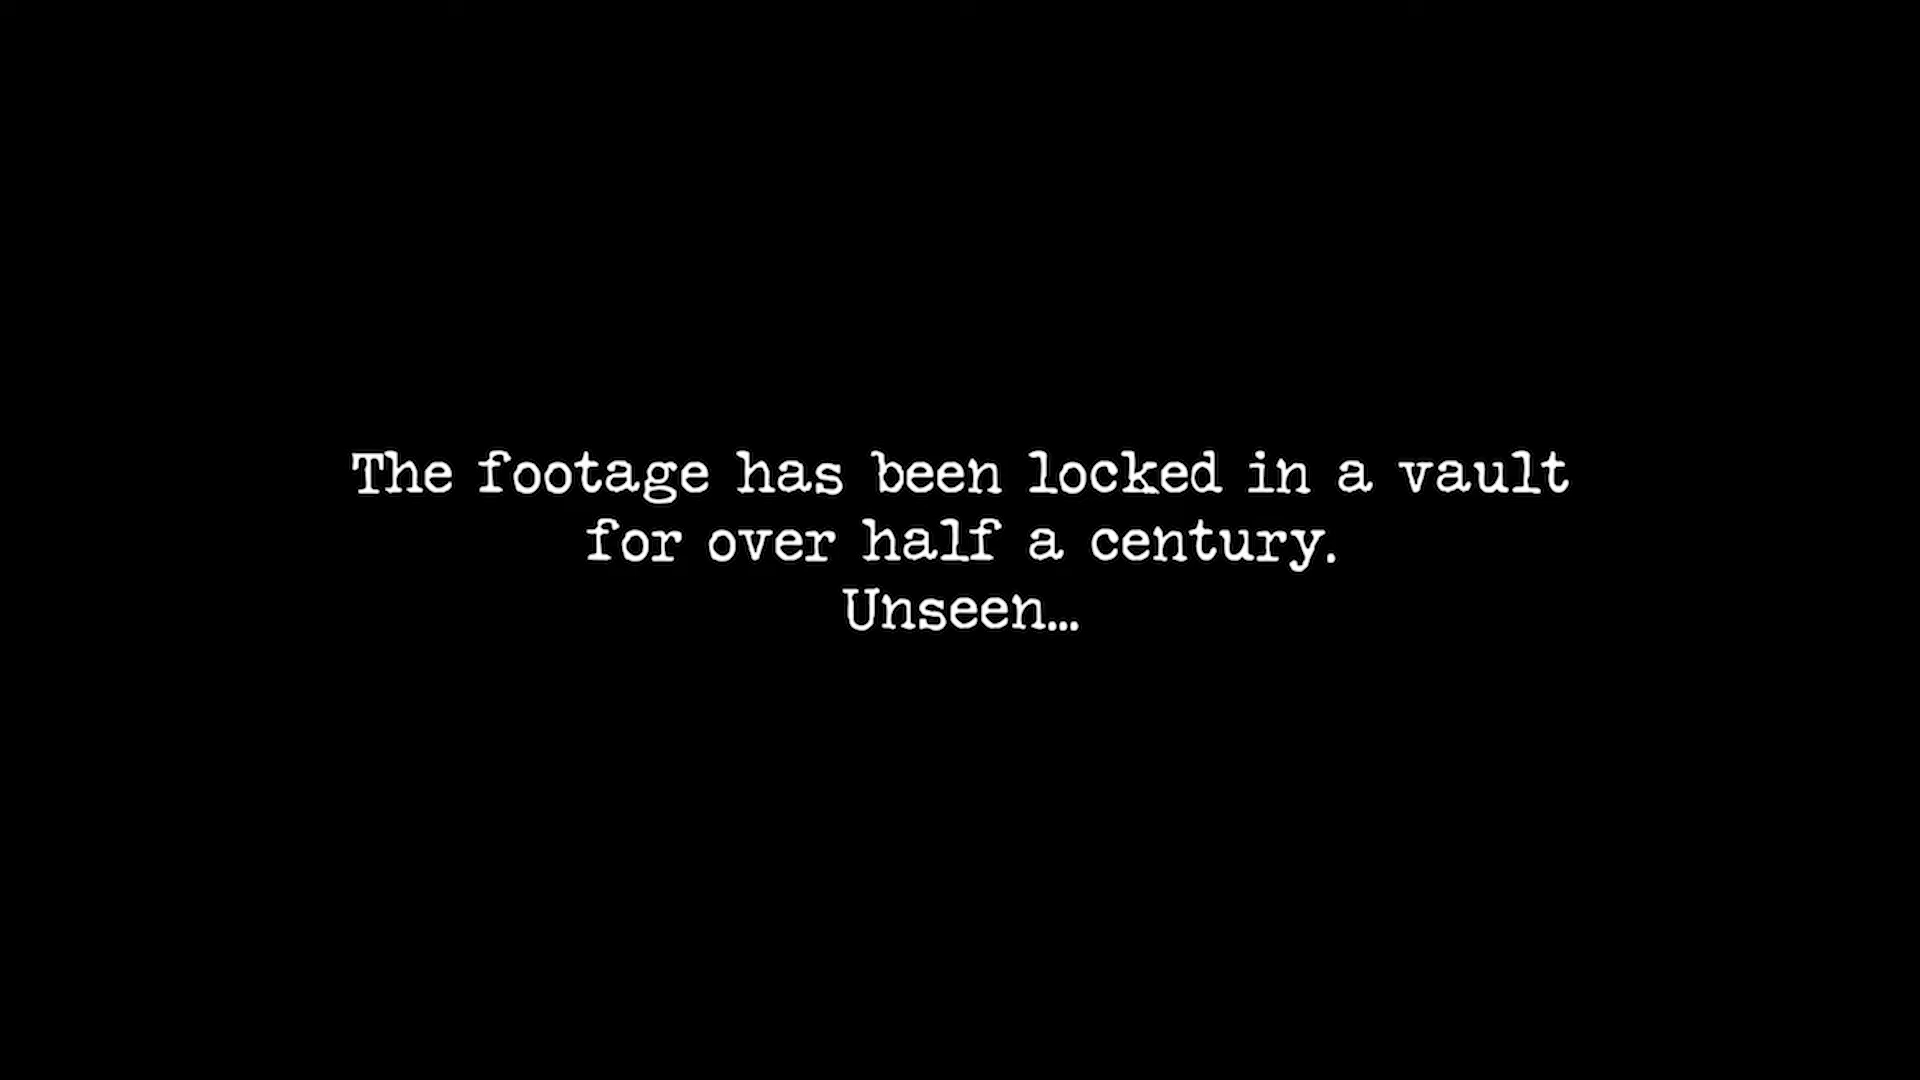 The footage has been locked in a vault
for over half a century.
Unseen...